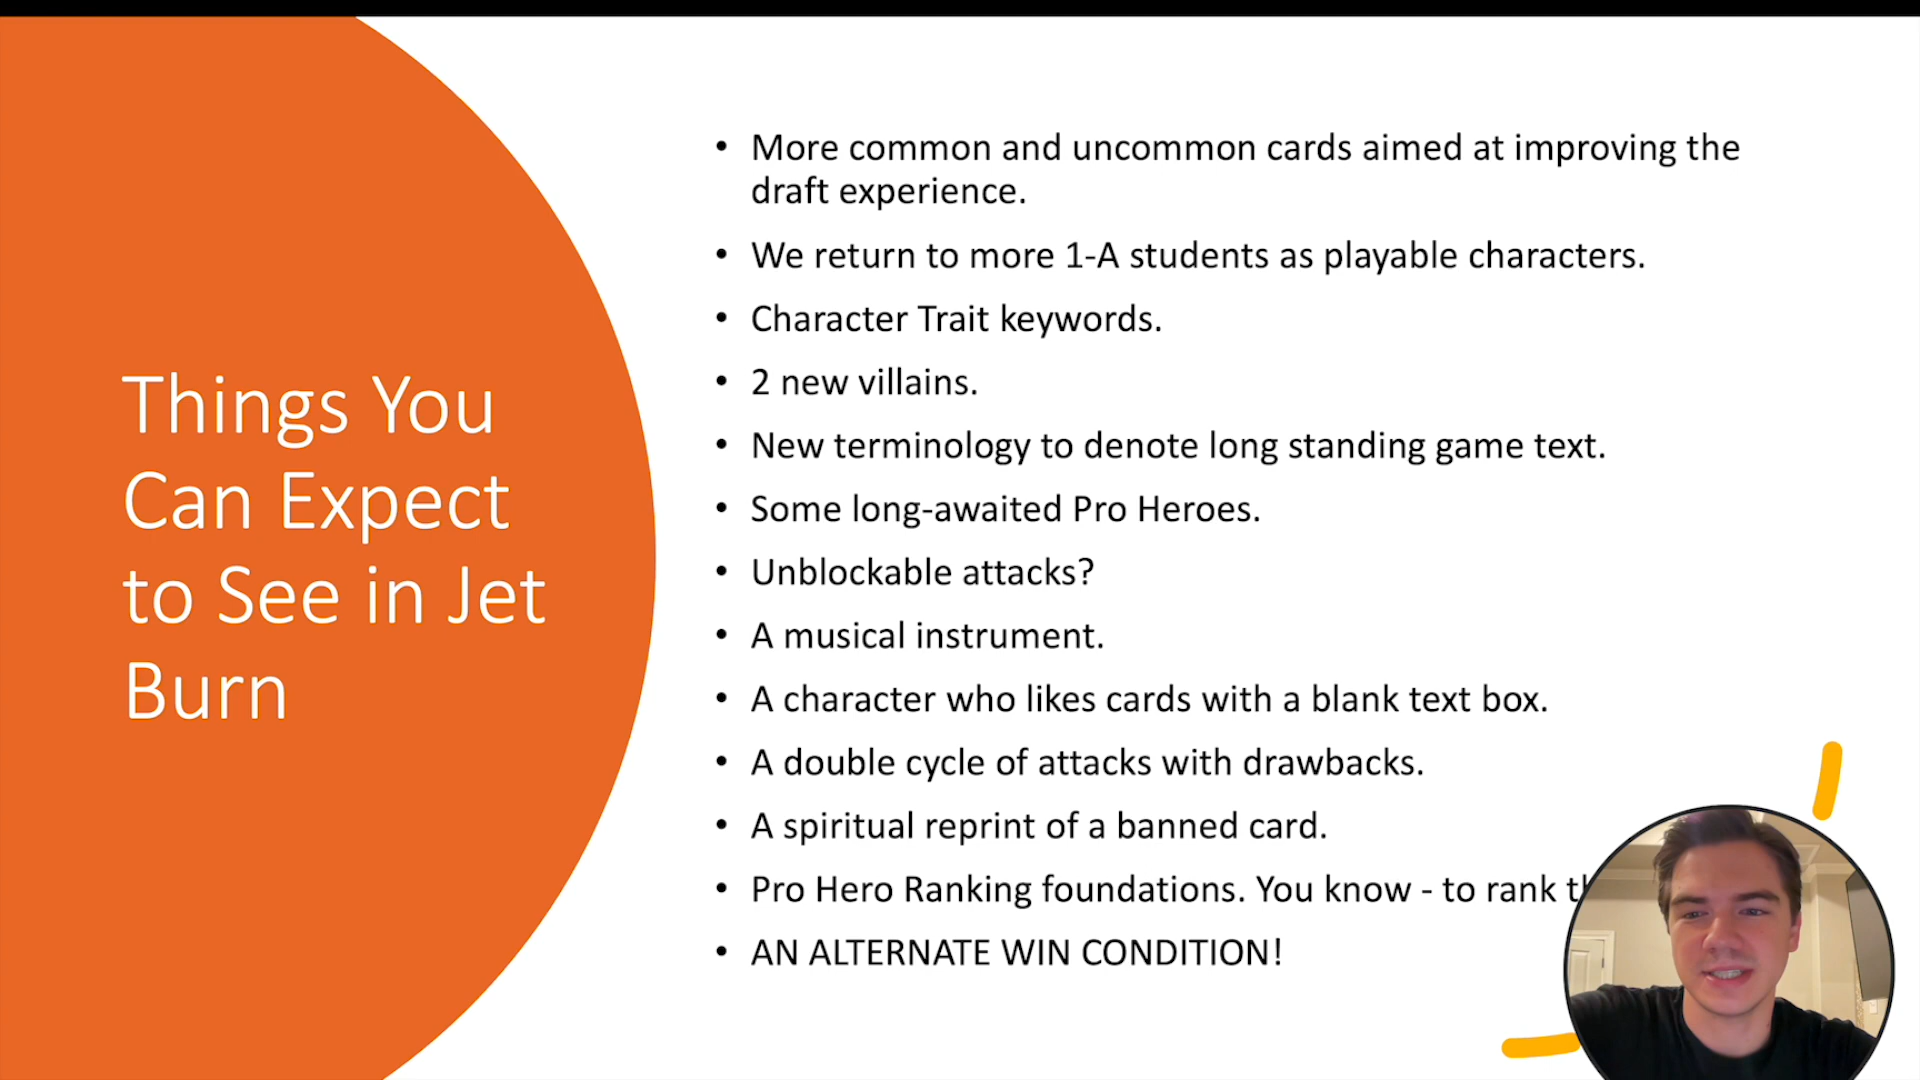 Things You
Can Expect
to See in Jet
Burn
• More common and uncommon cards aimed at improving the
draft experience.
• We return to more 1-A students as playable characters.
• Character Trait keywords.
• 2 new villains.
• New terminology to denote long standing game text.
• Some long-awaited Pro Heroes.
• Unblockable attacks?
• A musical instrument.
• A character who likes cards with a blank text box.
• A double cycle of attacks with drawbacks.
• A spiritual reprint of a banned card.
• Pro Hero Ranking foundations. You know - to rank
• AN ALTERNATE WIN CONDITION!